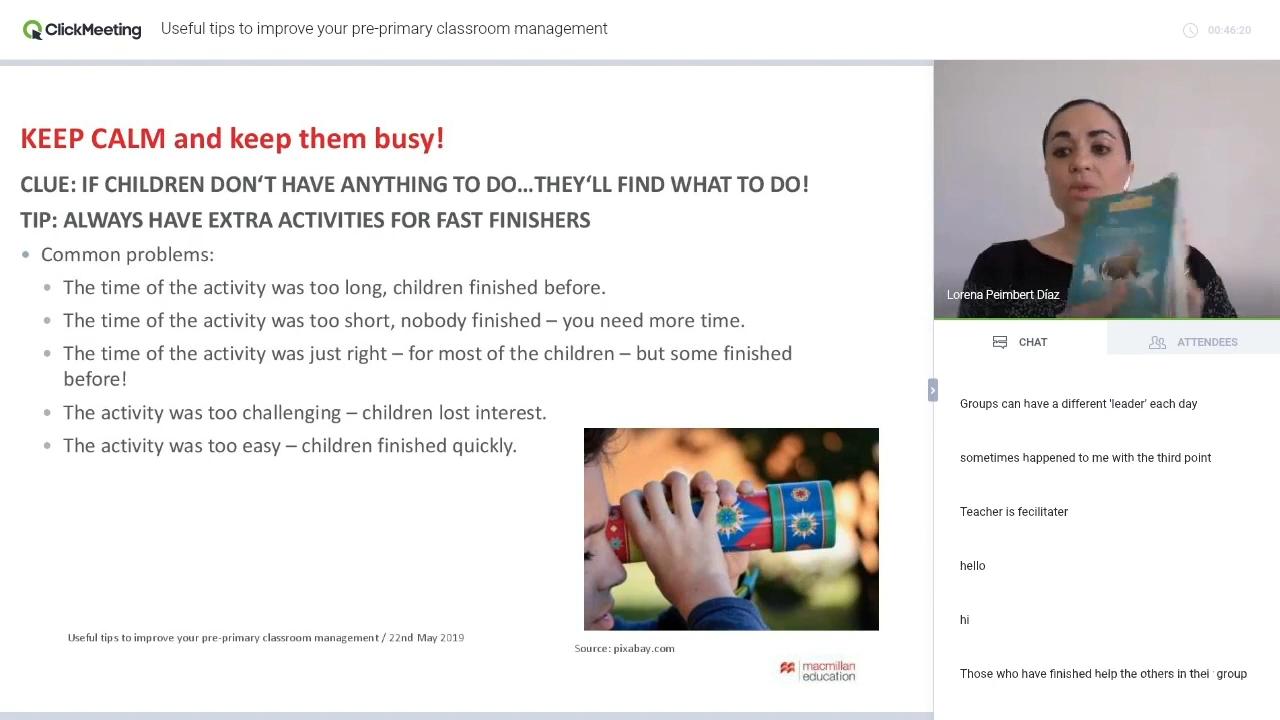 ClickMeeting
Useful tips to improve your pre-primary classroom management
00:46:20
KEEP CALM and keep them busy!
CLUE: IF CHILDREN DON‘T HAVE ANYTHING TO DO…THEY‘LL FIND WHAT TO DO!
TIP: ALWAYS HAVE EXTRA ACTIVITIES FOR FAST FINISHERS
• Common problems:
• The time of the activity was too long, children finished before.
• The time of the activity was too short, nobody finished – you need more time.
• The time of the activity was just right – for most of the children – but some finished
before!
• The activity was too challenging – children lost interest.
• The activity was too easy – children finished quickly.
Useful tips to improve your pre-primary classroom management / 22nd May 2019
Source: pixabay.com
macmillan
education
Lorena Peimbert Díaz
CHAT
ATTENDEES
Groups can have a different 'leader' each day
sometimes happened to me with the third point
Teacher is fecilitater
hello
hi
Those who have finished help the others in thei group